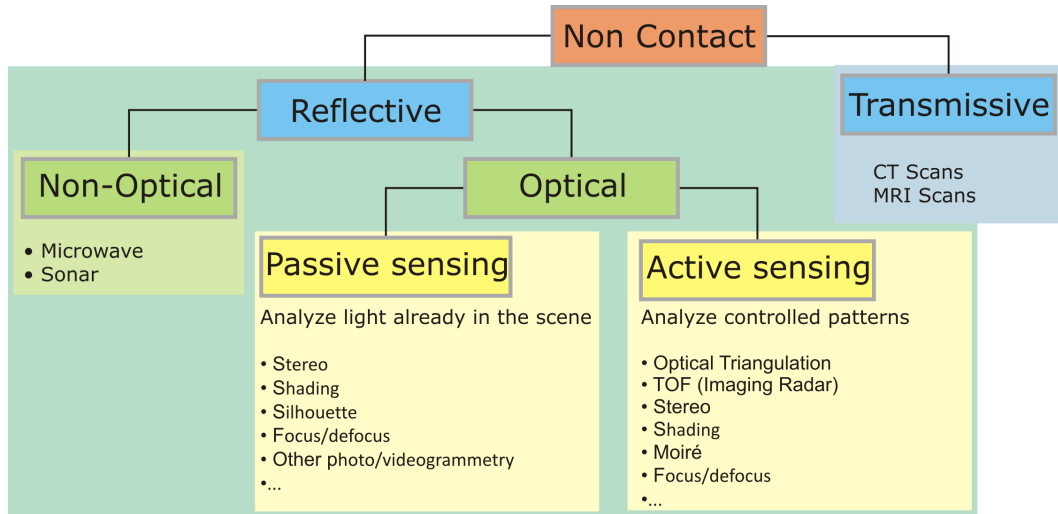 Non Contact
Reflective
Transmissive
CT Scans
MRI Scans
Non-Optical
• Microwave
• Sonar
Optical
Passive sensing
Analyze light already in the scene
• Stereo
• Shading
• Silhouette
• Focus/defocus
• Other photo/videogrammetry
•...
Active sensing
Analyze controlled patterns
• Optical Triangulation
• TOF (Imaging Radar)
• Stereo
• Shading
• Moiré
• Focus/defocus
•...